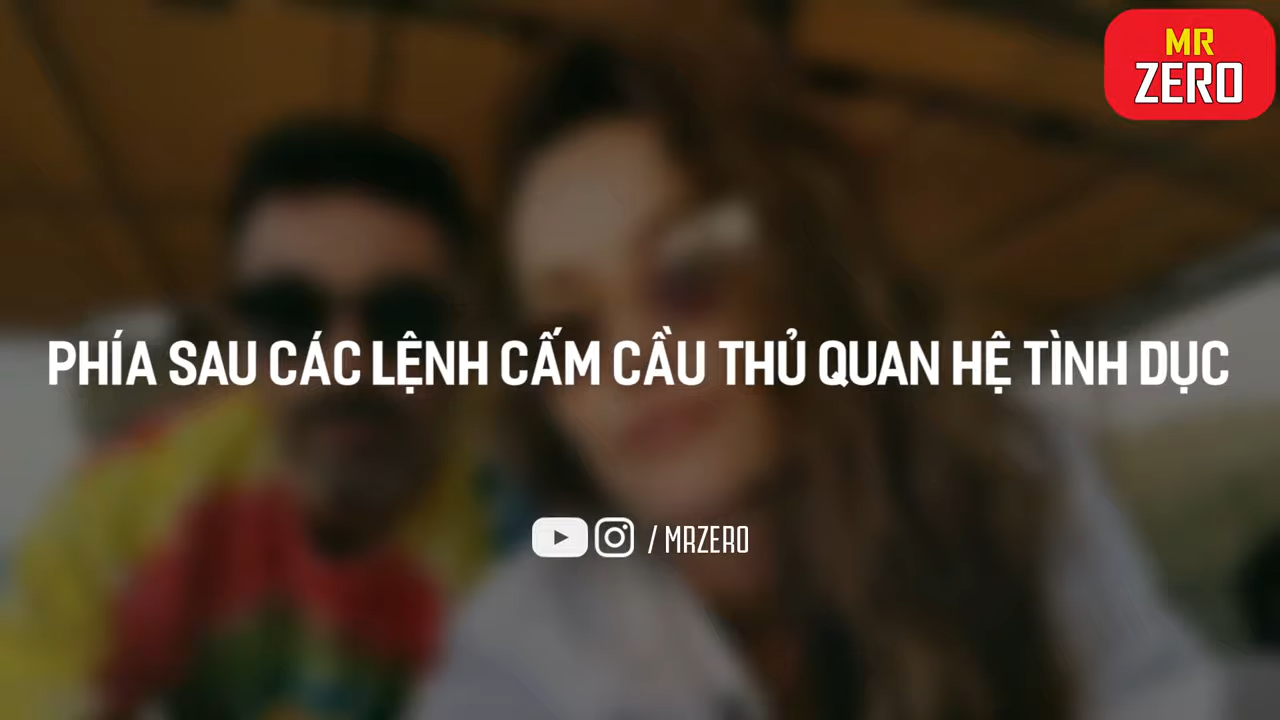 MR
ZERO
PHÍA SAU CÁC LỆNH CẤM CẦU THỦ QUAN HỆ TÌNH DỤC
/ MRZERO